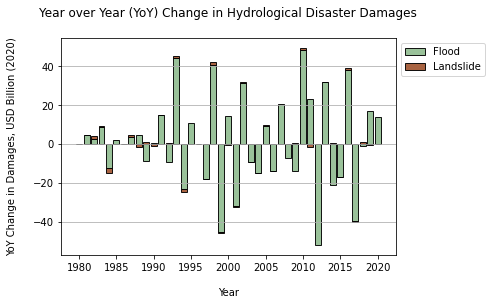 Year over Year (YoY) Change in Hydrological Disaster Damages
YoY Change in Damages, USD Billion (2020)
40
20
0
−20
−40
1980 1985 1990 1995 2000 2005 2010 2015 2020
Year
Flood
Landslide